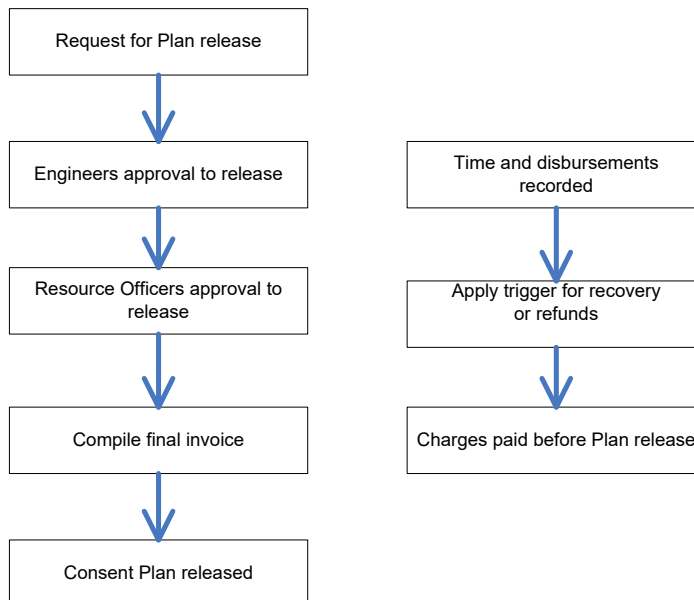 Request for Plan release
Engineers approval to release
Resource Officers approval to
release
Compile final invoice
Consent Plan released
Time and disbursements
recorded
Apply trigger for recovery
or refunds
Charges paid before Plan release